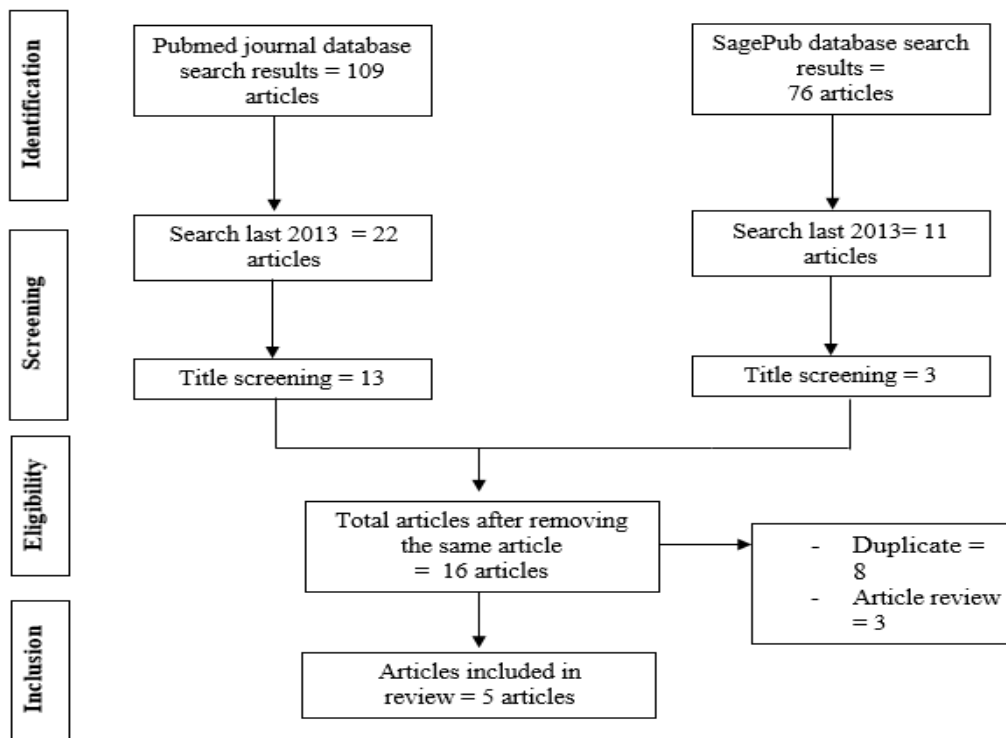 Identification
Pubmed journal database
search results = 109
articles
SagePub database search
results =
76 articles
Screening
Search last 2013 = 22
articles
Search last 2013= 11
articles
Title screening = 13
Title screening = 3
Eligibility
Total articles after removing
the same article
= 16 articles
- Duplicate =
8
- Article review
= 3
Inclusion
Articles included in
review = 5 articles